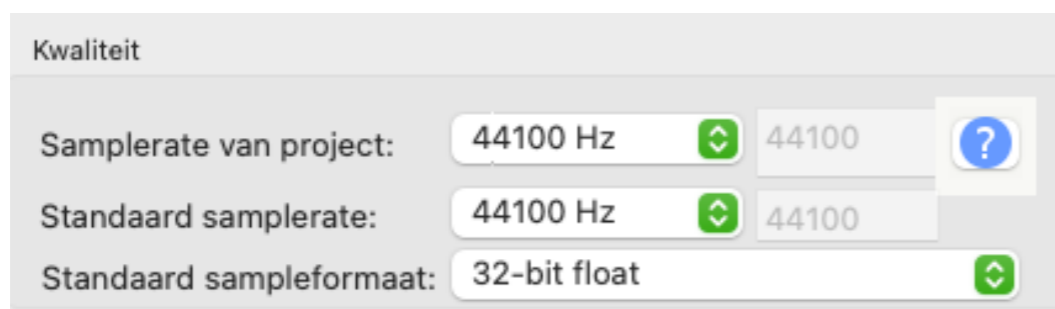 Kwaliteit
Samplerate van project: 44100 Hz 44100 ?
Standaard samplerate: 44100 Hz 44100
Standaard sampleformaat: 32-bit float